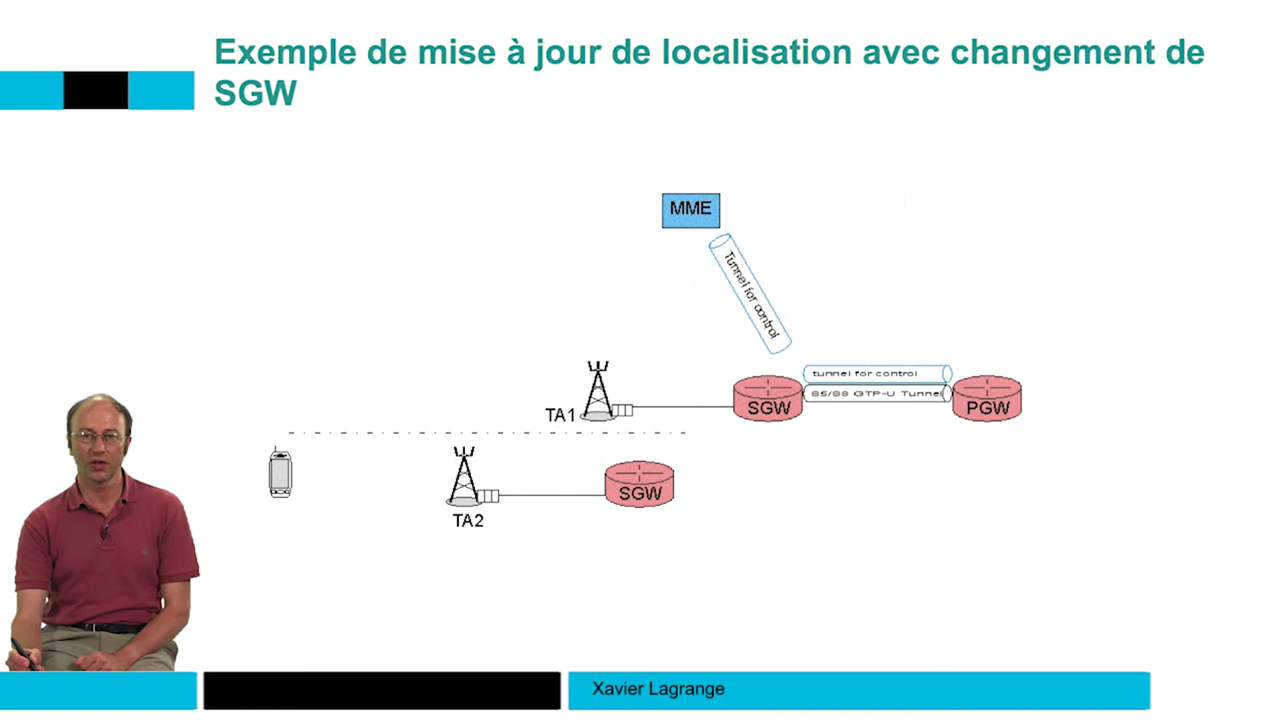 Exemple de mise à jour de localisation avec changement de
SGW
MME
Tunnel for control
tunnel for control
S5/S8 GTP-U Tunnel
TA1
SGW
PGW
SGW
TA2
Xavier Lagrange